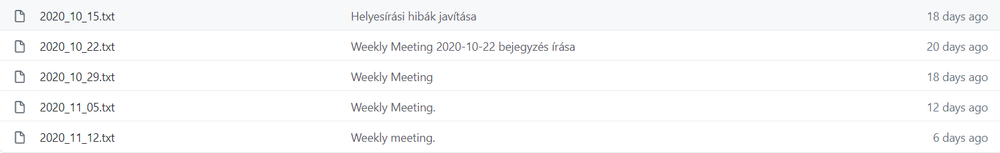 2020_10_15.txt Helyesírási hibák javítása 18 days ago
2020_10_22.txt Weekly Meeting 2020-10-22 bejegyzés írása 20 days ago
2020_10_29.txt Weekly Meeting 18 days ago
2020_11_05.txt Weekly Meeting. 12 days ago
2020_11_12.txt Weekly meeting. 6 days ago